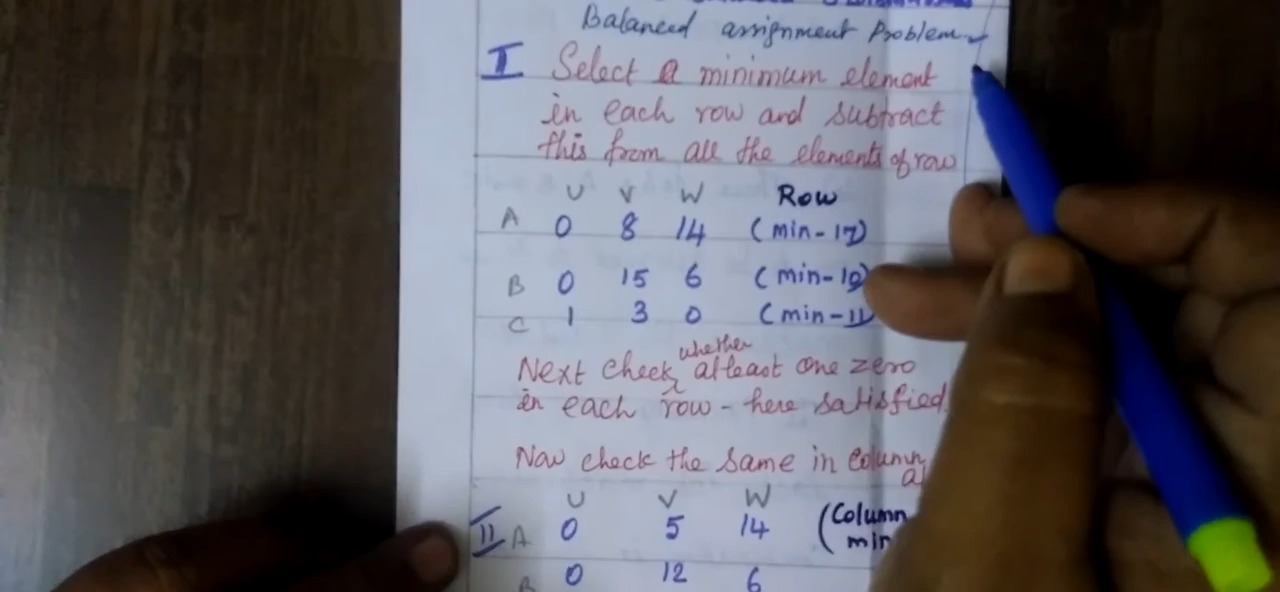 Balanced assignment Problem
I Select a minimum element
in each row and subtract
this from all the elements of row
U V W Row
A 0 8 14 (min-17)
B 0 15 6 (min-10)
C 1 3 0 (min-11)
whether
Next check atleast one zero
in each row - here satisfied.
Now check the same in column
U V W
II A 0 5 14 (Column
min
B 0 12 6